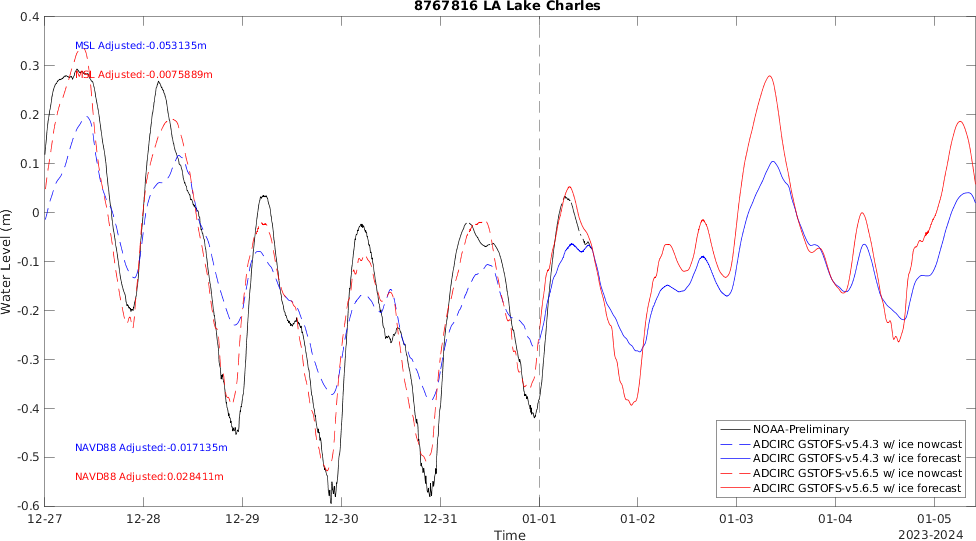 8767816 LA Lake Charles
0.4
0.3
0.2
0.1
0
-0.1
-0.2
-0.3
-0.4
-0.5
-0.6
Water Level (m)
MSL Adjusted:-0.053135m
MSL Adjusted:-0.0075889m
NAVD88 Adjusted:-0.017135m
NAVD88 Adjusted:0.028411m
NOAA-Preliminary
ADCIRC GSTOFS-v5.4.3 w/ ice nowcast
ADCIRC GSTOFS-v5.4.3 w/ ice forecast
ADCIRC GSTOFS-v5.6.5 w/ ice nowcast
ADCIRC GSTOFS-v5.6.5 w/ ice forecast
12-27 12-28 12-29 12-30 12-31 01-01 01-02 01-03 01-04 01-05
Time
2023-2024